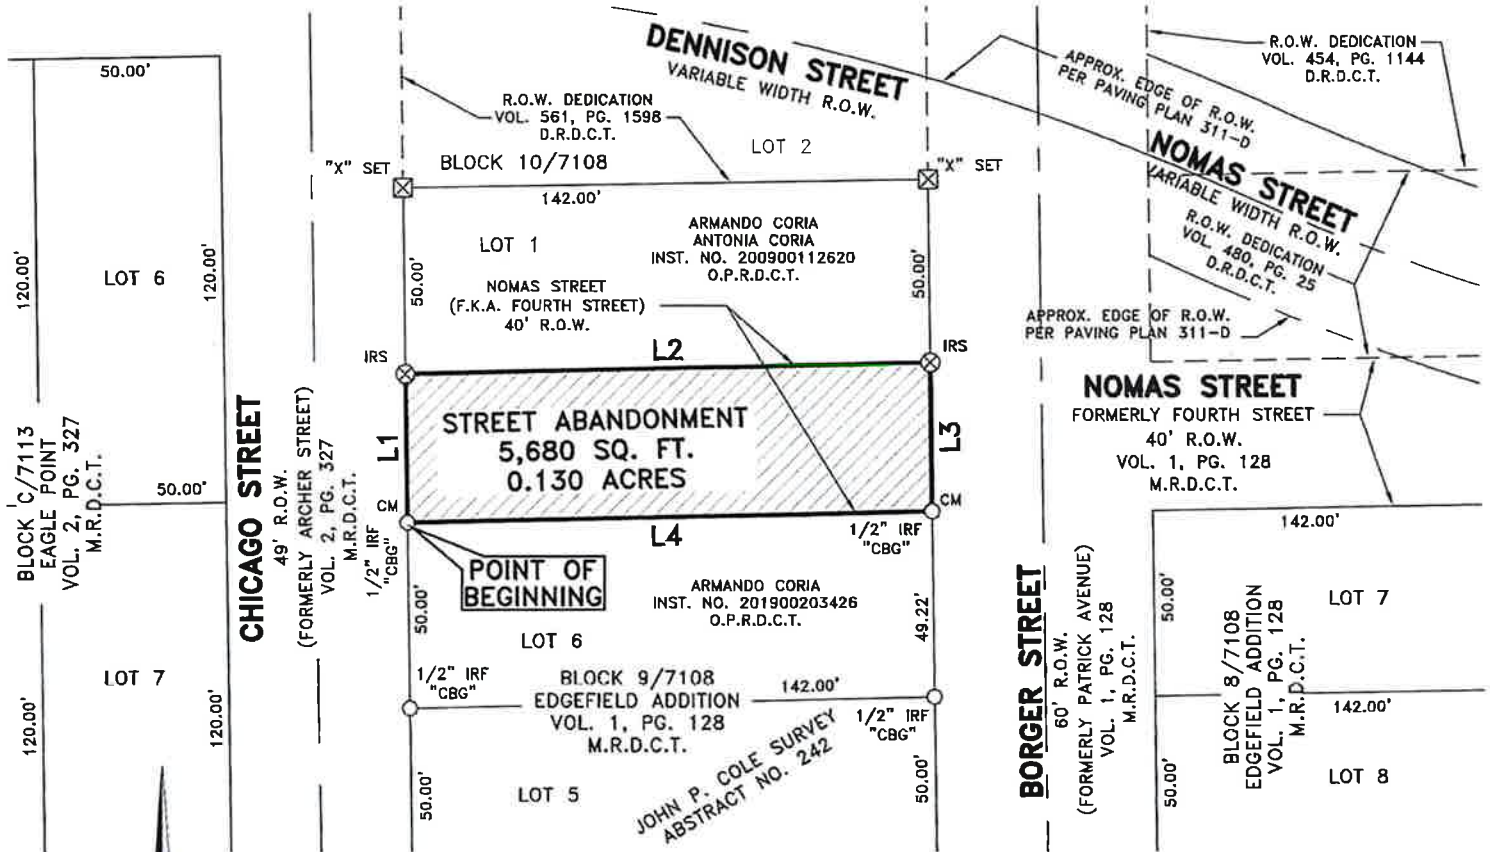 50.00'
120.00'
LOT 6
120.00'
BLOCK C/7113
EAGLE POINT
VOL. 2, PG. 327
M.R.D.C.T.
50.00'
LOT 7
120.00'
120.00'
CHICAGO STREET
49' R.O.W.
(FORMERLY ARCHER STREET)
VOL. 2, PG. 327
M.R.D.C.T.
DENNISON STREET
VARIABLE WIDTH R.O.W.
R.O.W. DEDICATION
VOL. 561, PG. 1598
D.R.D.C.T.
BLOCK 10/7108
LOT 2
"X" SET
"X" SET
142.00'
LOT 1
ARMANDO CORIA
ANTONIA CORIA
INST. NO. 200900112620
O.P.R.D.C.T.
50.00'
50.00'
NOMAS STREET
(F.K.A. FOURTH STREET)
40' R.O.W.
IRS
L2
IRS
L1
STREET ABANDONMENT
5,680 SQ. FT.
0.130 ACRES
L3
CM
CM
L4
1/2" IRF
"CBG"
1/2" IRF
"CBG"
POINT OF
BEGINNING
50.00'
ARMANDO CORIA
INST. NO. 201900203426
O.P.R.D.C.T.
49.22'
LOT 6
1/2" IRF
"CBG"
BLOCK 9/7108
EDGEFIELD ADDITION
VOL. 1, PG. 128
M.R.D.C.T.
142.00'
1/2" IRF
"CBG"
50.00'
LOT 5
JOHN P. COLE SURVEY
ABSTRACT NO. 242
50.00'
R.O.W. DEDICATION
VOL. 454, PG. 1144
D.R.D.C.T.
APPROX. EDGE OF R.O.W.
PER PAVING PLAN 311-D
NOMAS STREET
VARIABLE WIDTH R.O.W.
R.O.W. DEDICATION
VOL. 480, PG. 25
D.R.D.C.T.
APPROX. EDGE OF R.O.W.
PER PAVING PLAN 311-D
NOMAS STREET
FORMERLY FOURTH STREET
40' R.O.W.
VOL. 1, PG. 128
M.R.D.C.T.
142.00'
BORGER STREET
60' R.O.W.
(FORMERLY PATRICK AVENUE)
VOL. 1, PG. 128
M.R.D.C.T.
50.00'
BLOCK 8/7108
EDGEFIELD ADDITION
VOL. 1, PG. 128
M.R.D.C.T.
LOT 7
142.00'
50.00'
LOT 8